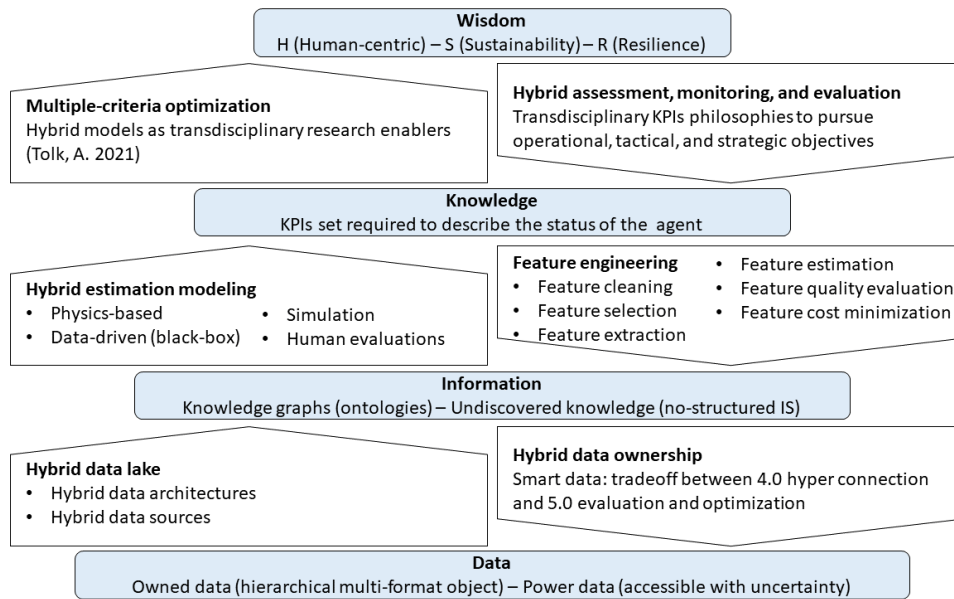 Wisdom
H (Human-centric) – S (Sustainability) – R (Resilience)
Multiple-criteria optimization
Hybrid models as transdisciplinary research enablers
(Tolk, A. 2021)
Hybrid assessment, monitoring, and evaluation
Transdisciplinary KPIs philosophies to pursue
operational, tactical, and strategic objectives
Knowledge
KPIs set required to describe the status of the agent
Hybrid estimation modeling
• Physics-based
• Data-driven (black-box)
• Simulation
• Human evaluations
Feature engineering
• Feature cleaning
• Feature selection
• Feature extraction
• Feature estimation
• Feature quality evaluation
• Feature cost minimization
Information
Knowledge graphs (ontologies) – Undiscovered knowledge (no-structured IS)
Hybrid data lake
• Hybrid data architectures
• Hybrid data sources
Hybrid data ownership
Smart data: tradeoff between 4.0 hyper connection
and 5.0 evaluation and optimization
Data
Owned data (hierarchical multi-format object) – Power data (accessible with uncertainty)